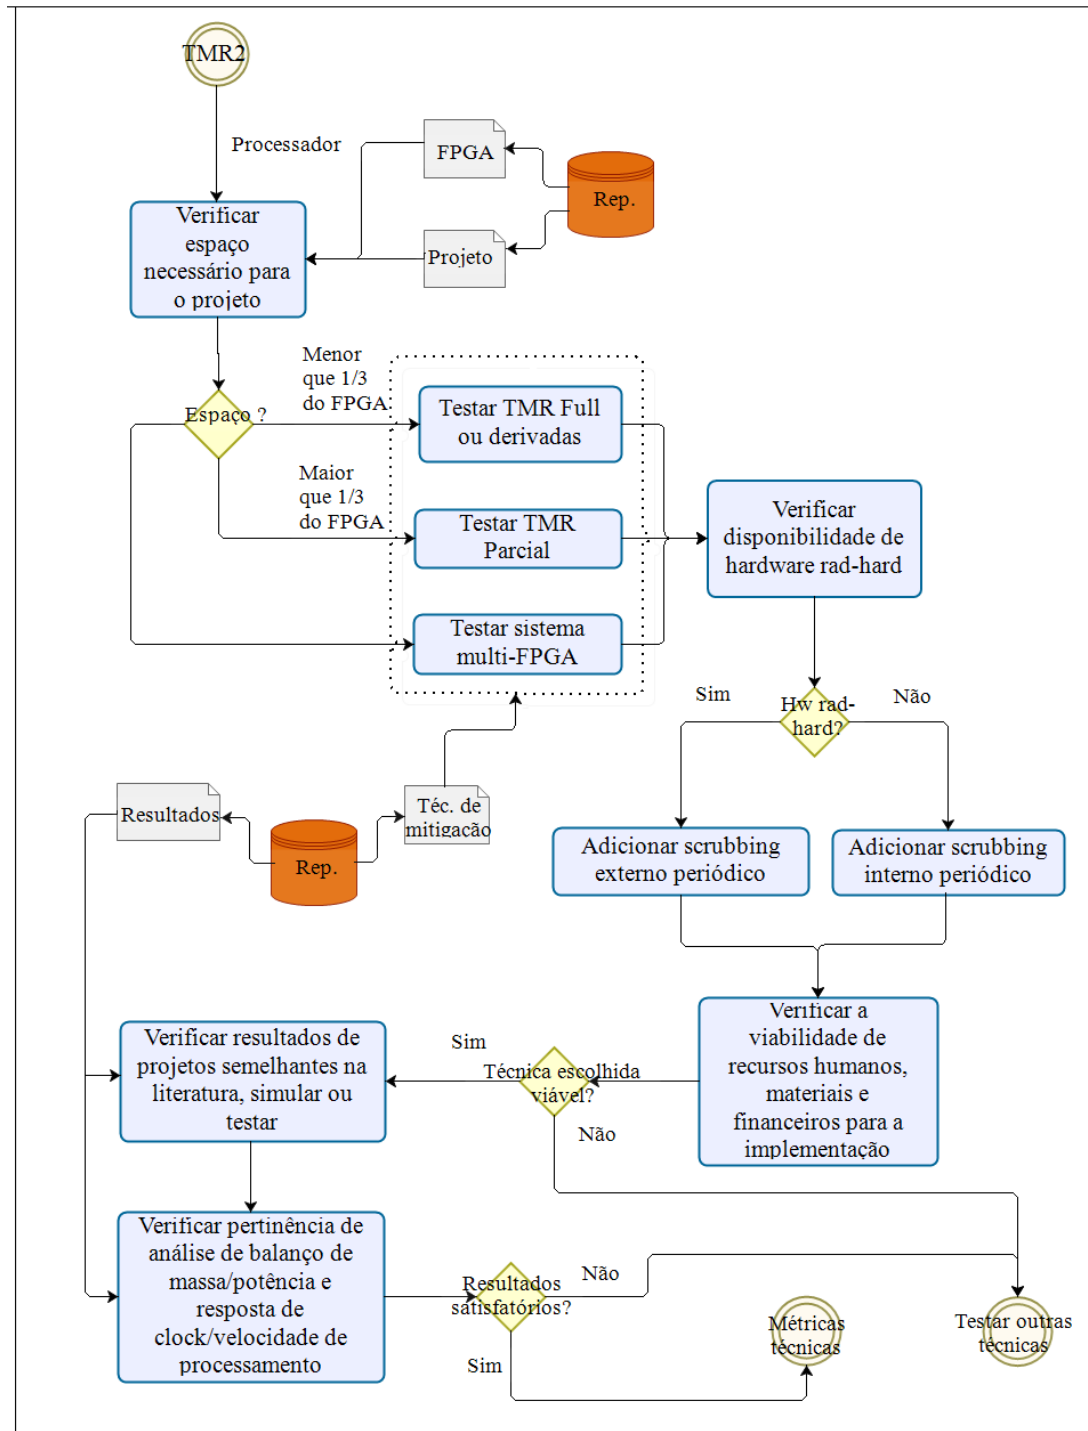 TMR2
Processador
FPGA
Rep.
Projeto
Verificar
espaço
necessário para
o projeto
Espaço ?
Menor
que 1/3
do FPGA
Maior
que 1/3
do FPGA
Testar TMR Full
ou derivadas
Testar TMR
Parcial
Testar sistema
multi-FPGA
Verificar
disponibilidade de
hardware rad-hard
Hw rad-
hard?
Sim
Não
Resultados
Rep.
Téc. de
mitigação
Adicionar scrubbing
externo periódico
Adicionar scrubbing
interno periódico
Verificar a
viabilidade de
recursos humanos,
materiais e
financeiros para a
implementação
Técnica escolhida
viável?
Sim
Não
Verificar resultados de
projetos semelhantes na
literatura, simular ou
testar
Verificar pertinência de
análise de balanço de
massa/potência e
resposta de
clock/velocidade de
processamento
Resultados
satisfatórios?
Não
Sim
Métricas
técnicas
Testar outras
técnicas